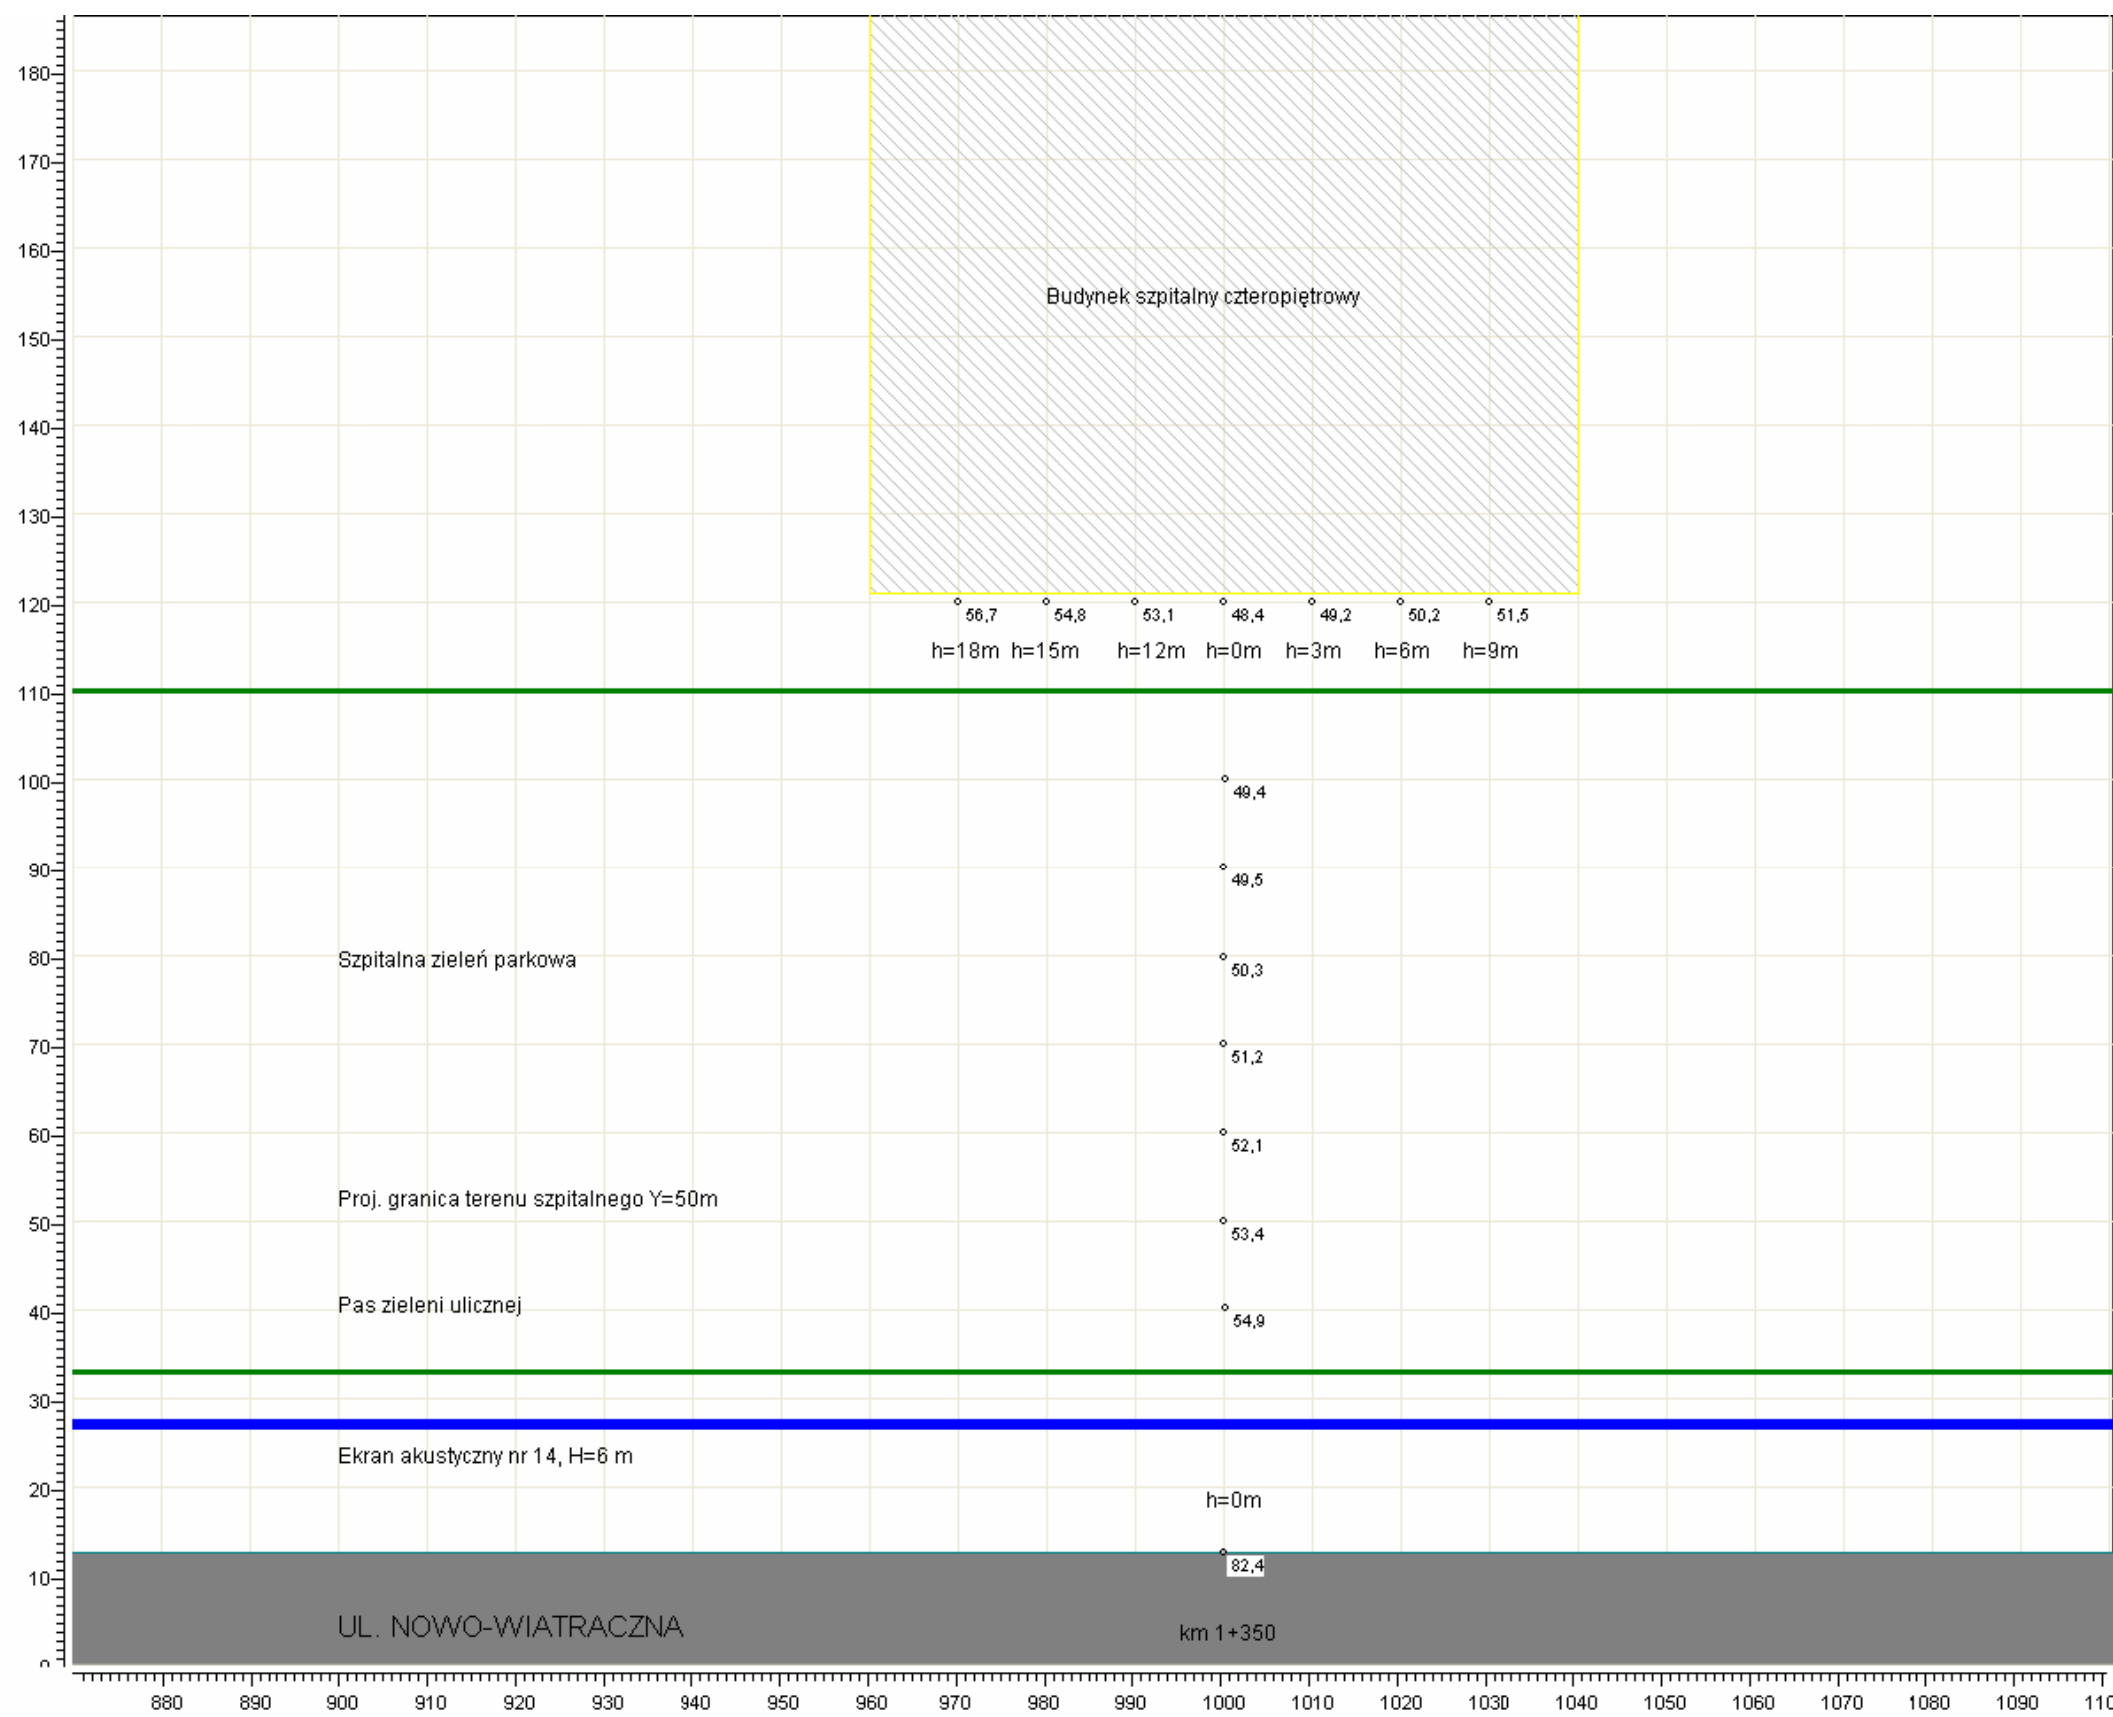 180
170
160
Budynek szpitalny czteropiętrowy
150
140
130
120
56,7 54,8 53,1 48,4 49,2 50,2 51,5
h=18m h=15m h=12m h=0m h=3m h=6m h=9m
110
100
49,4
90
49,5
80
Szpitalna zieleń parkowa
50,3
70
51,2
60
52,1
Proj. granica terenu szpitalnego Y=50m
50
53,4
Pas zieleni ulicznej
40
54,9
30
Ekran akustyczny nr 14, H=6 m
20
h=0m
82,4
10
UL. NOWO-WIATRACZNA
km 1+350
880 890 900 910 920 930 940 950 960 970 980 990 1000 1010 1020 1030 1040 1050 1060 1070 1080 1090